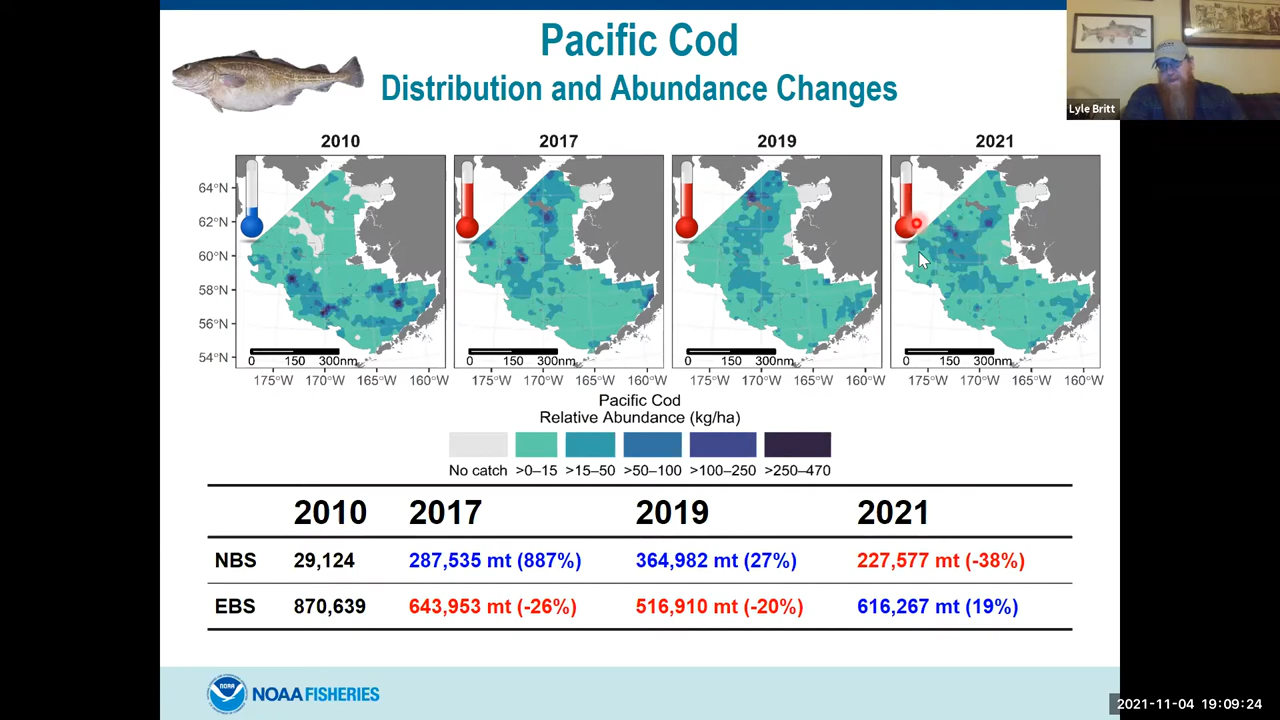 Pacific Cod
Distribution and Abundance Changes
Lyle Britt
2010 2017 2019 2021
64°N
62°N
60°N
58°N
56°N
54°N
0 150 300nm 0 150 300nm 0 150 300nm 0 150 300nm
175°W 170°W 165°W 160°W 175°W 170°W 165°W 160°W 175°W 170°W 165°W 160°W 175°W 170°W 165°W 160°W
Pacific Cod
Relative Abundance (kg/ha)
No catch >0–15 >15–50 >50–100 >100–250 >250–470
2010 2017 2019 2021
NBS 29,124 287,535 mt (887%) 364,982 mt (27%) 227,577 mt (-38%)
EBS 870,639 643,953 mt (-26%) 516,910 mt (-20%) 616,267 mt (19%)
NOAA NOAA FISHERIES
2021-11-04 19:09:24